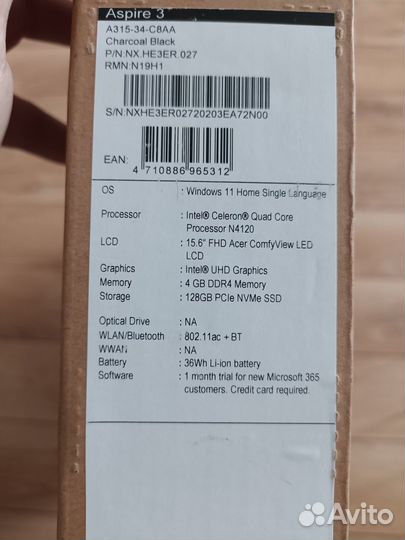 Aspire 3
A315-34-C8AA
Charcoal Black
P/N:NX.HE3ER.027
RMN:N19H1
S/N:NXHE3ER02720203EA72N00
EAN:
4 710886 965312
OS : Windows 11 Home Single Language
Processor : Intel® Celeron® Quad Core
Processor N4120
LCD : 15.6" FHD Acer ComfyView LED
LCD
Graphics : Intel® UHD Graphics
Memory : 4 GB DDR4 Memory
Storage : 128GB PCIe NVMe SSD
Optical Drive : NA
WLAN/Bluetooth : 802.11ac + BT
WWAN : NA
Battery : 36Wh Li-ion battery
Software : 1 month trial for new Microsoft 365
customers. Credit card required.
Avito